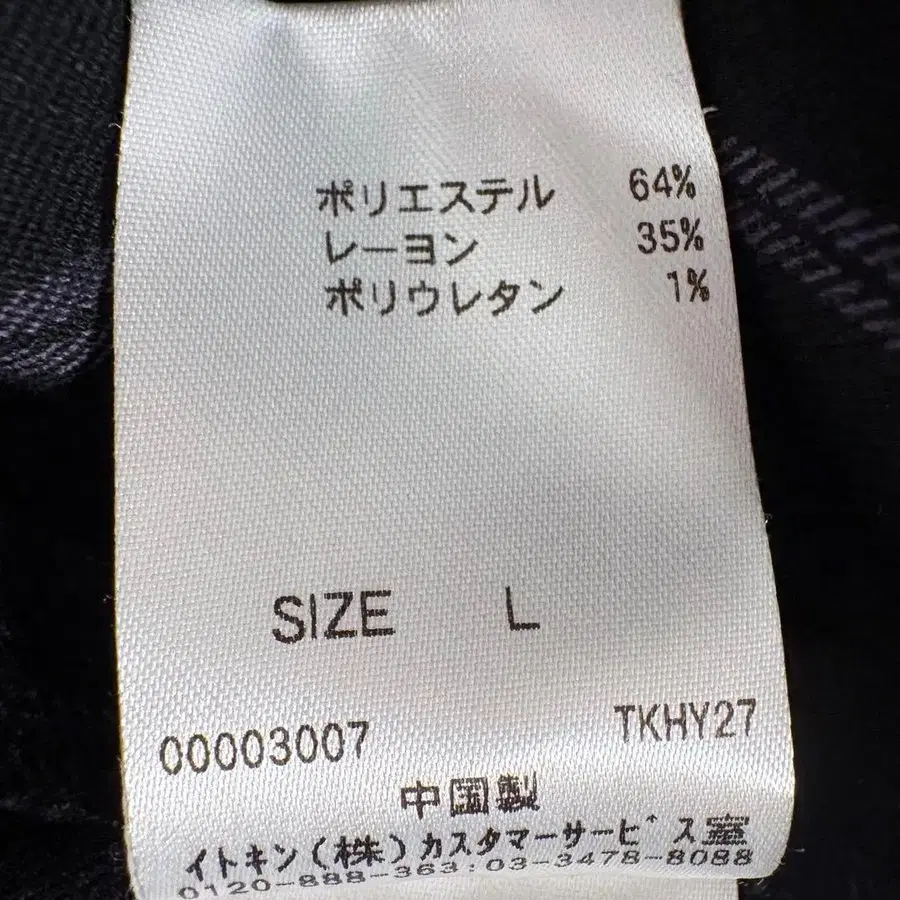 ポリエステル 64%
レーヨン 35%
ポリウレタン 1%
SIZE L
00003007 TKHY27
中国製
イトキン(株)カスタマーサービス室
0120-888-363:03-3478-8088